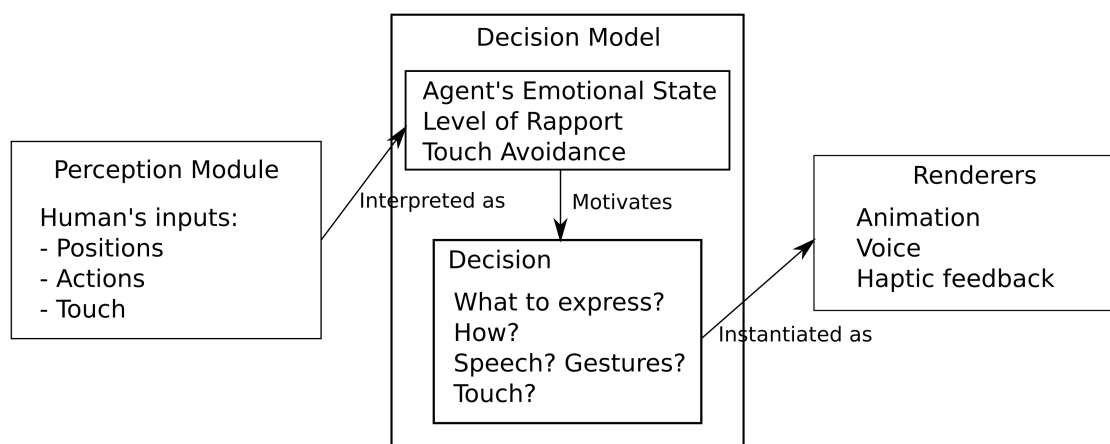 Perception Module
Human's inputs:
- Positions
- Actions
- Touch
Interpreted as
Decision Model
Agent's Emotional State
Level of Rapport
Touch Avoidance
Motivates
Decision
What to express?
How?
Speech? Gestures?
Touch?
Instantiated as
Renderers
Animation
Voice
Haptic feedback